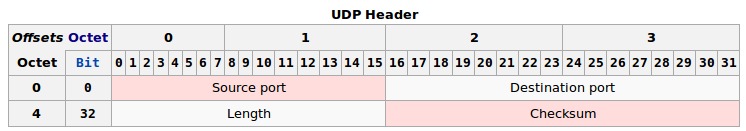 UDP Header
Offsets Octet 0 1 2 3
Octet Bit 0 1 2 3 4 5 6 7 8 9 10 11 12 13 14 15 16 17 18 19 20 21 22 23 24 25 26 27 28 29 30 31
0 0 Source port Destination port
4 32 Length Checksum